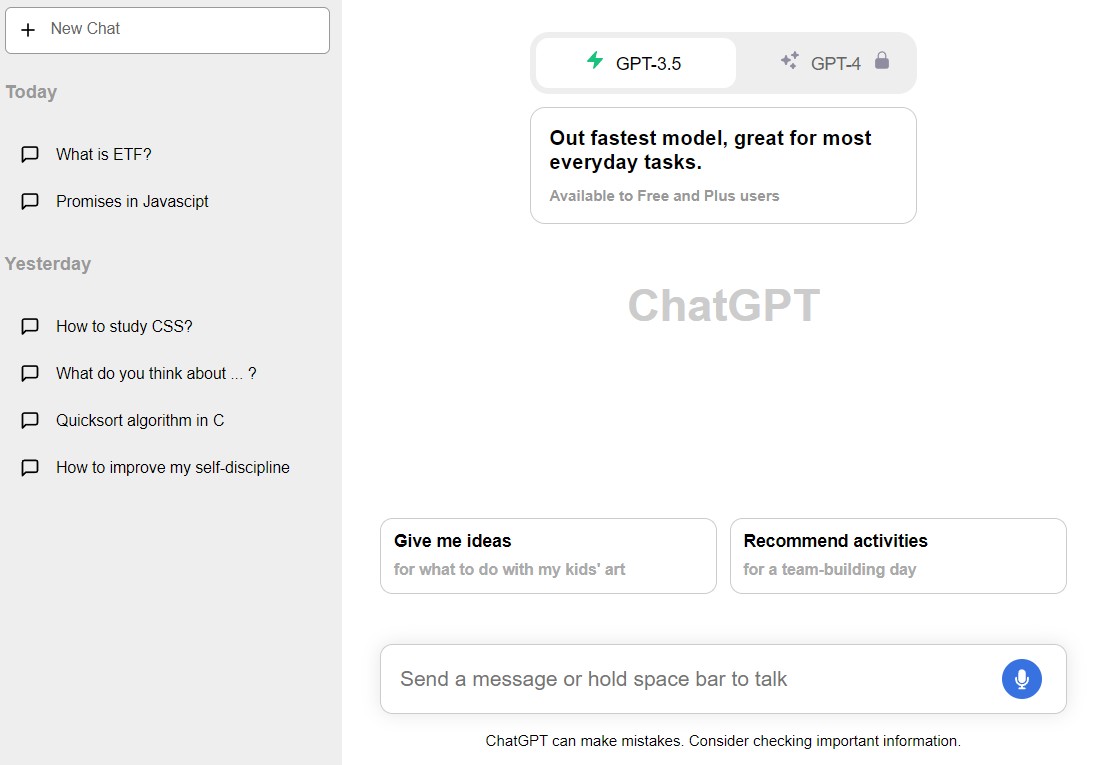 New Chat
Today
What is ETF?
Promises in Javascipt
Yesterday
How to study CSS?
What do you think about ... ?
Quicksort algorithm in C
How to improve my self-discipline
GPT-3.5
GPT-4
Out fastest model, great for most
everyday tasks.
Available to Free and Plus users
ChatGPT
Give me ideas
for what to do with my kids' art
Recommend activities
for a team-building day
Send a message or hold space bar to talk
ChatGPT can make mistakes. Consider checking important information.